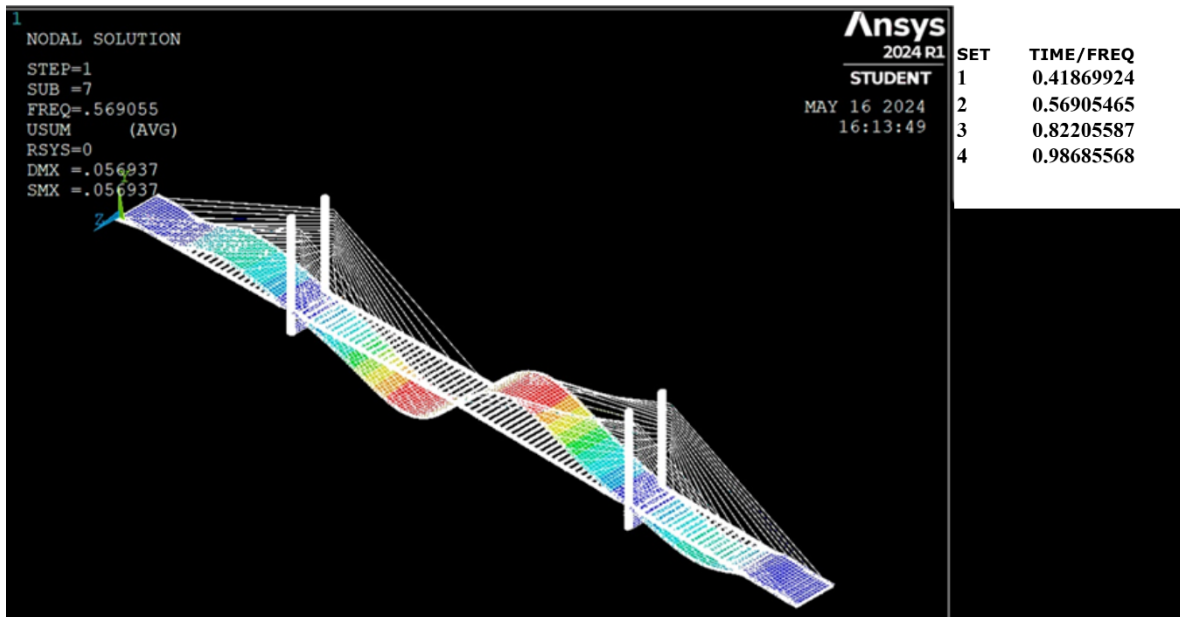 1
NODAL SOLUTION
STEP=1
SUB =7
FREQ=.569055
USUM (AVG)
RSYS=0
DMX =.056937
SMX =.056937
Z
Ansys
2024 R1
STUDENT
MAY 16 2024
16:13:49
SET TIME/FREQ
1 0.41869924
2 0.56905465
3 0.82205587
4 0.98685568